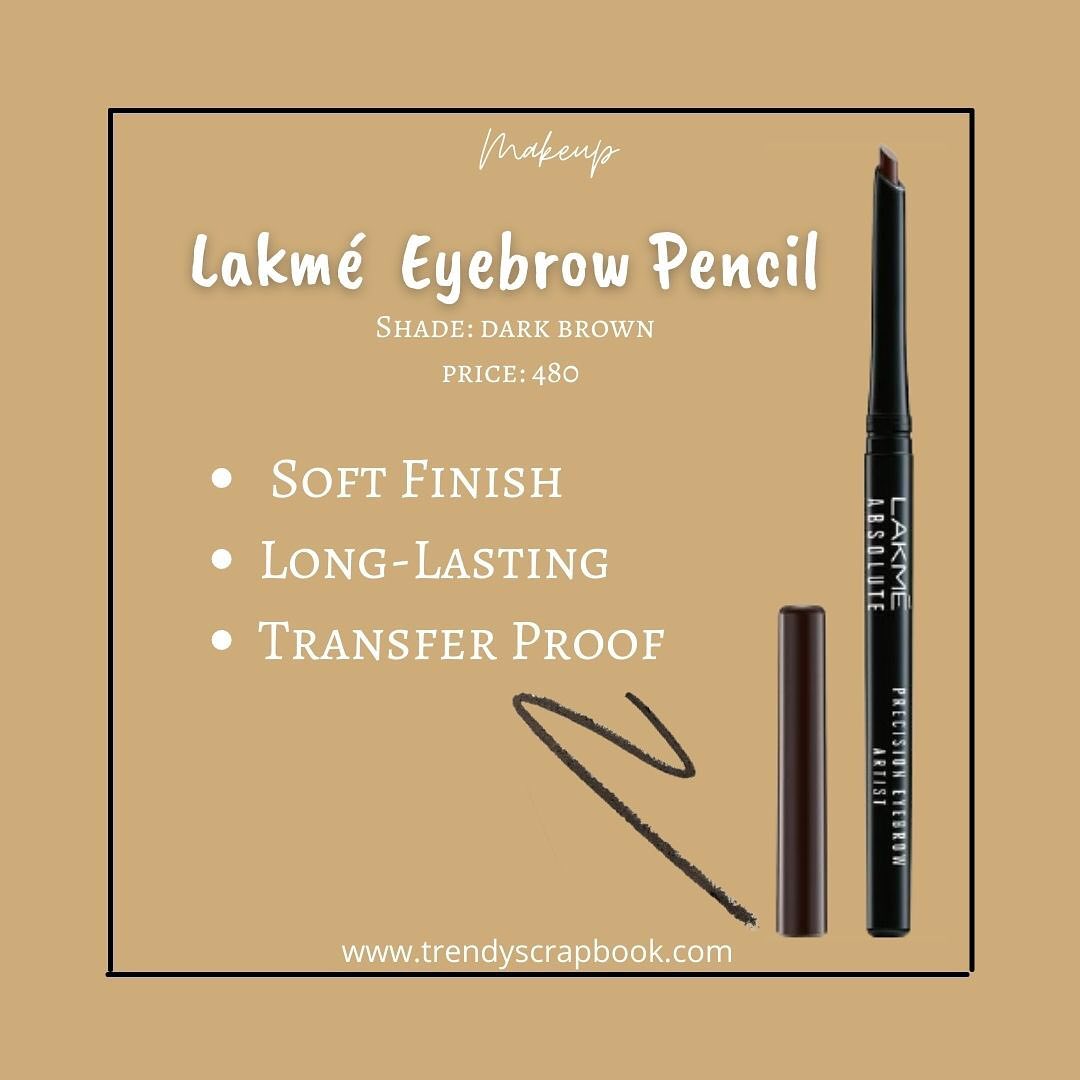 Makeup
Lakmé Eyebrow Pencil
Shade: dark brown
price: 480
• Soft Finish
• Long-Lasting
• Transfer Proof
LAKMÉ
ABSOLUTE
PRECISION EYEBROW
ARTIST
www.trendyscrapbook.com